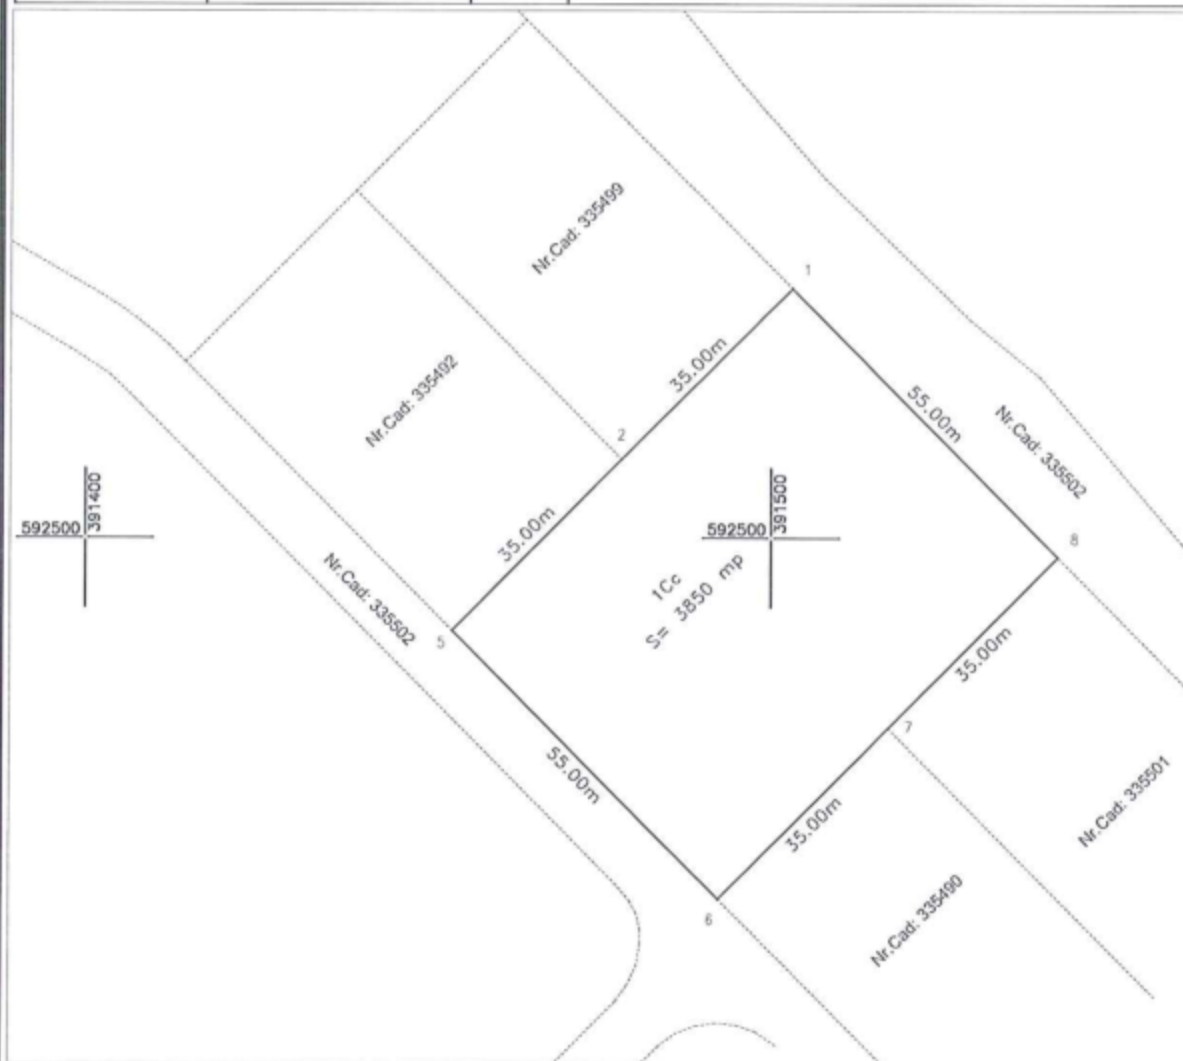 Nr.Cad: 335499
1
35.00m
Nr.Cad: 335492
55.00m
Nr.Cad: 335502
2
391400
592500
391500
592500
35.00m
8
Nr.Cad: 335502
1Cc
S= 3850 mp
5
35.00m
7
55.00m
Nr.Cad: 335501
35.00m
Nr.Cad: 335490
6